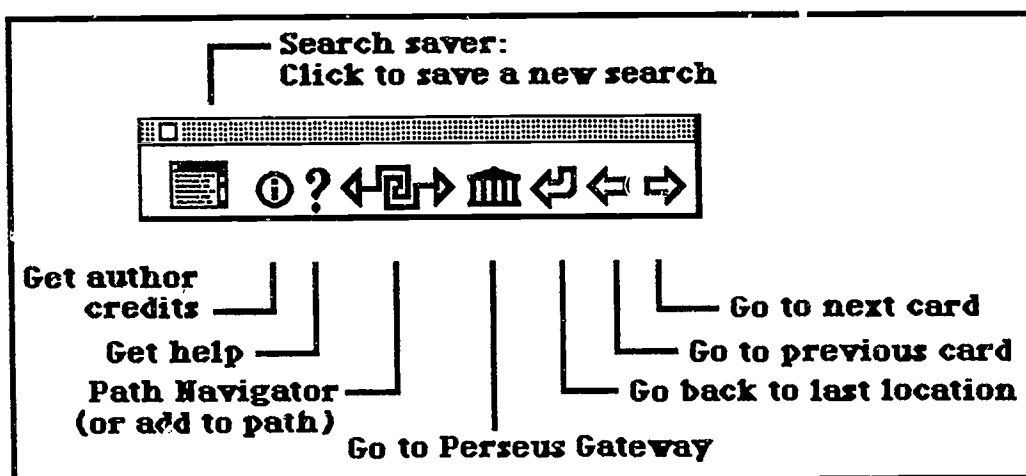 Search saver:
Click to save a new search
Get author
credits
Get help
Path Navigator
(or add to path)
Go to Perseus Gateway
Go to next card
Go to previous card
Go back to last location